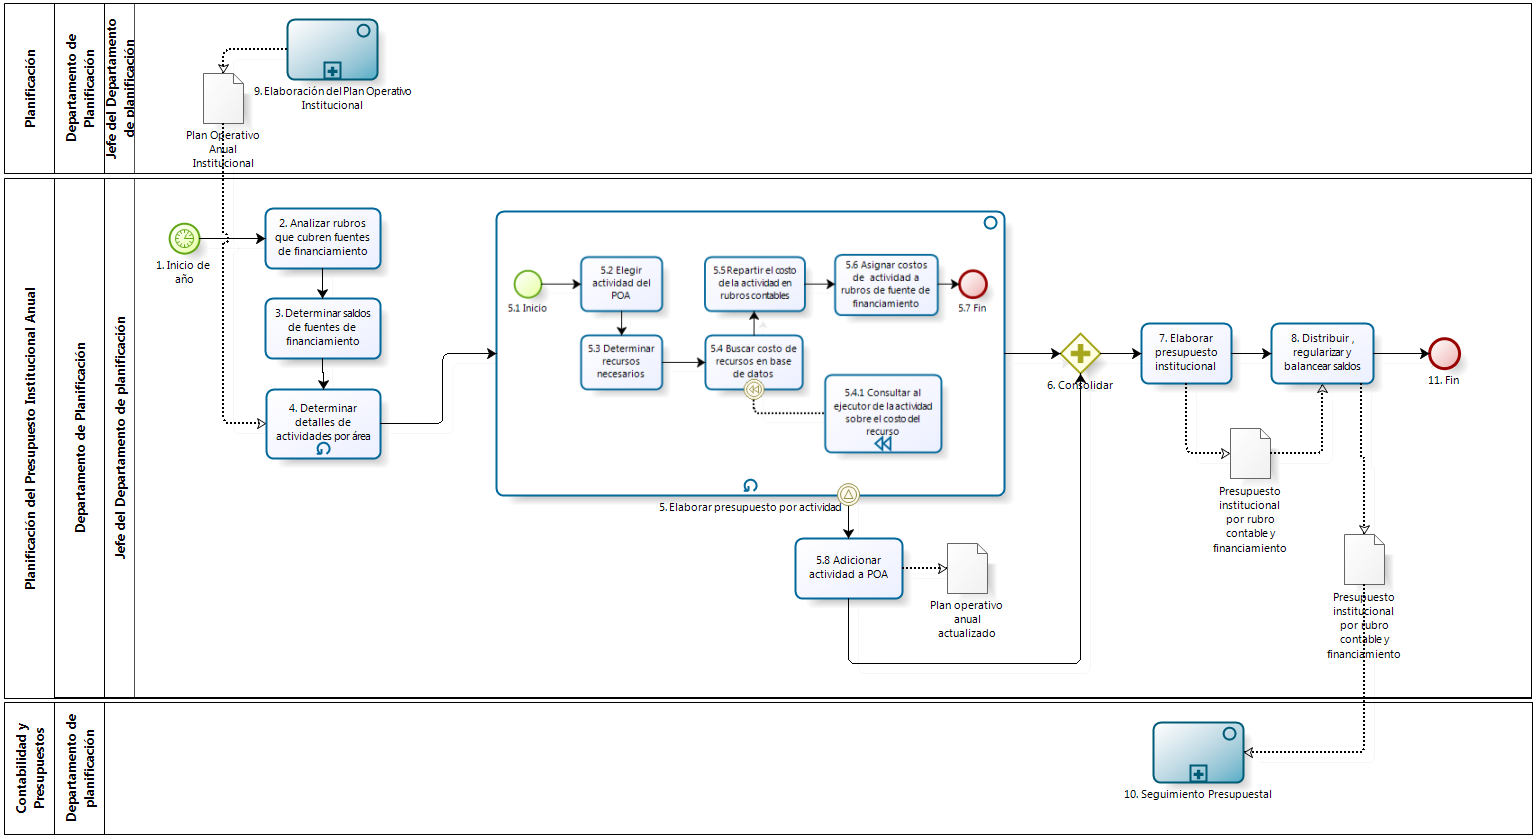 Planificación
Departamento de
Planificación
Jefe del Departamento
de planificación
9. Elaboración del Plan Operativo
Institucional
Plan Operativo
Anual
Institucional
Planificación del Presupuesto Institucional Anual
Departamento de Planificación
Jefe del Departamento de planificación
1. Inicio de
año
2. Analizar rubros
que cubren fuentes
de financiamiento
3. Determinar saldos
de fuentes de
financiamiento
4. Determinar
detalles de
actividades por área
5.1 Inicio
5.2 Elegir
actividad del
POA
5.3 Determinar
recursos
necesarios
5.4 Buscar costo de
recursos en base
de datos
5.4.1 Consultar al
ejecutor de la actividad
sobre el costo del
recurso
5.5 Repartir el costo
de la actividad en
rubros contables
5.6 Asignar costos
de actividad a
rubros de fuente de
financiamiento
5.7 Fin
5. Elaborar presupuesto por actividad
5.8 Adicionar
actividad a POA
Plan operativo
anual
actualizado
6. Consolidar
7. Elaborar
presupuesto
institucional
8. Distribuir ,
regularizar y
balancear saldos
11. Fin
Presupuesto
institucional
por rubro
contable y
financiamiento
Presupuesto
institucional
por rubro
contable y
financiamiento
Contabilidad y
Presupuestos
Departamento de
planificación
10. Seguimiento Presupuestal